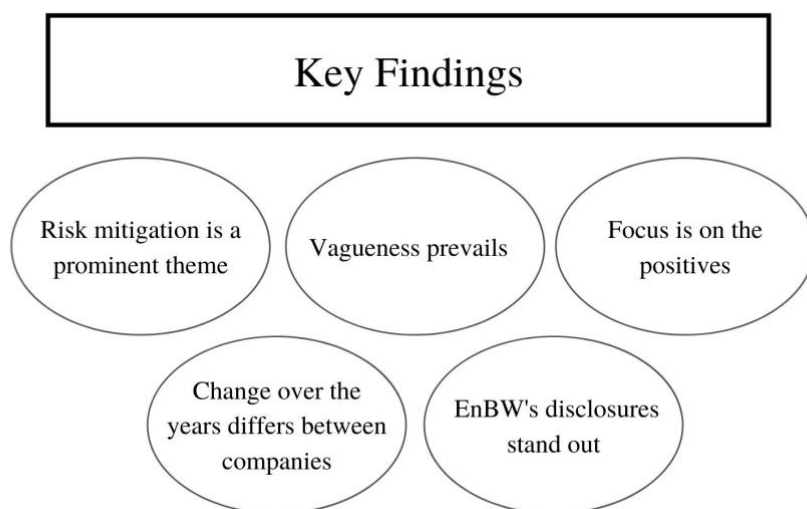 Key Findings
Risk mitigation is a
prominent theme
Vagueness prevails
Focus is on the
positives
Change over the
years differs between
companies
EnBW's disclosures
stand out